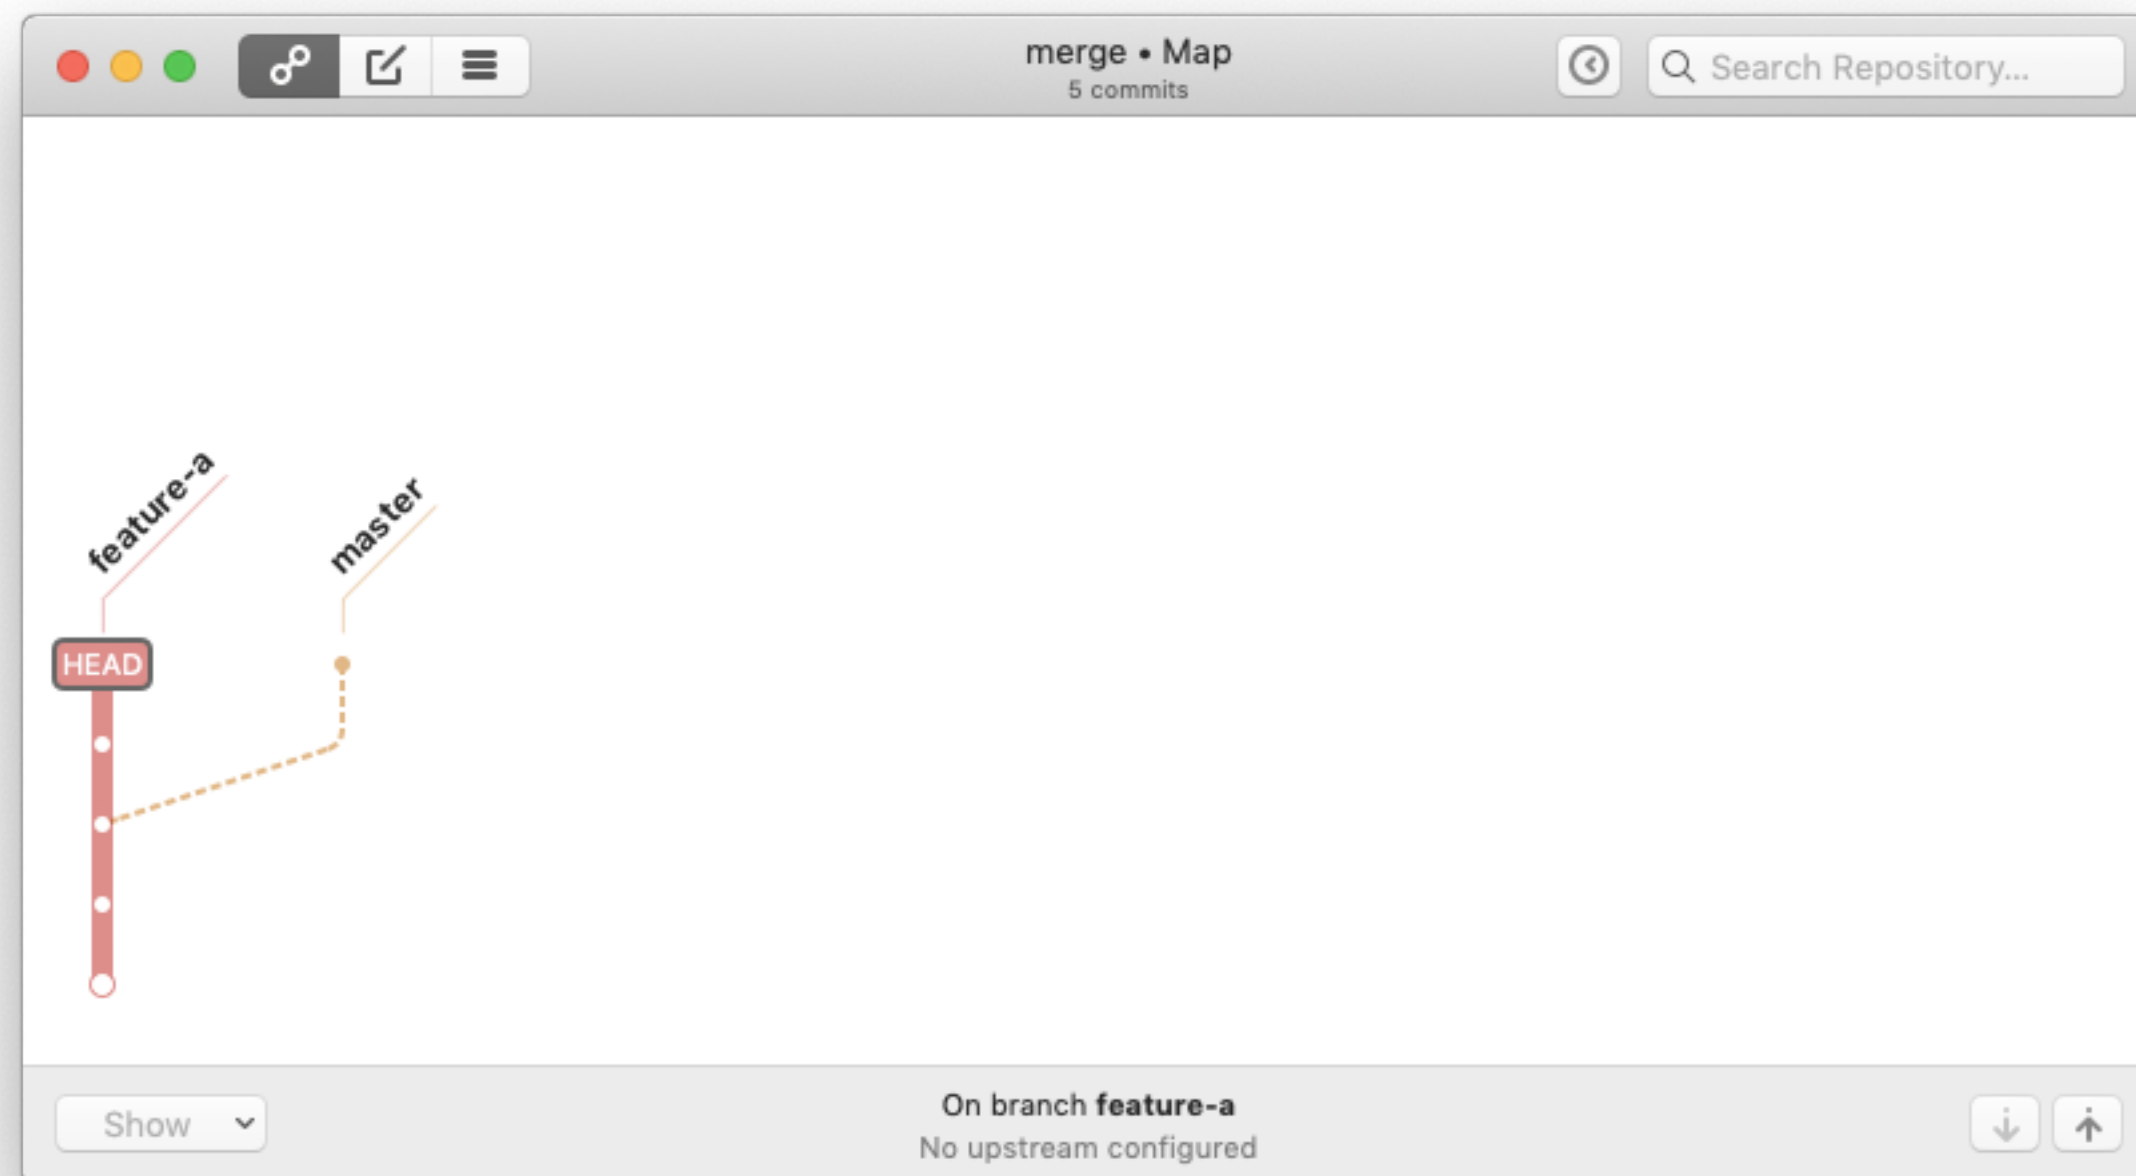 merge • Map
5 commits
Search Repository...
feature-a
master
HEAD
Show
On branch feature-a
No upstream configured